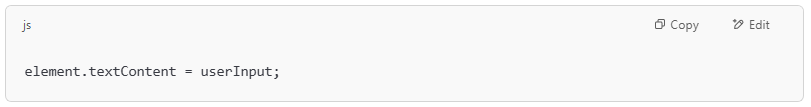 js
Copy
Edit
element.textContent = userInput;